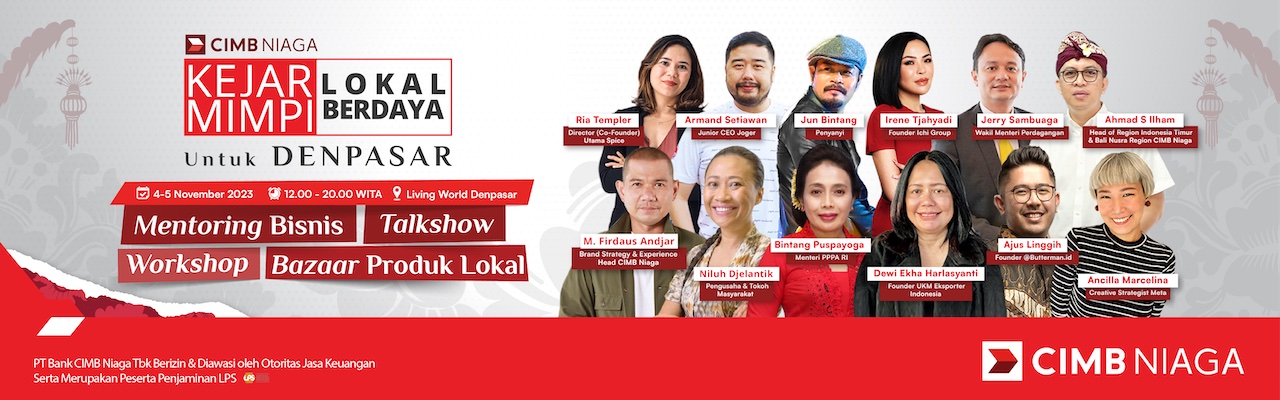 CIMB NIAGA
KEJAR
MIMPI
LOKAL
BERDAYA
Untuk DENPASAR
4-5 November 2023 12.00 - 20.00 WITA Living World Denpasar
Mentoring Bisnis
Talkshow
Workshop
Bazaar Produk Lokal
Ria Templer
Director (Co-Founder)
Utama Spice
Armand Setiawan
Junior CEO Joger
Jun Bintang
Penyanyi
Irene Tjahyadi
Founder Ichi Group
Jerry Sambuaga
Wakil Menteri Perdagangan
Ahmad S Ilham
Head of Region Indonesia Timur
& Bali Nusra Region CIMB Niaga
M. Firdaus Andjar
Brand Strategy & Experience
Head CIMB Niaga
Niluh Djelantik
Pengusaha & Tokoh
Masyarakat
Bintang Puspayoga
Menteri PPPA RI
Dewi Ekha Harlasyanti
Founder UKM Eksporter
Indonesia
Ajus Linggih
Founder @Butterman.id
Ancilla Marcelina
Creative Strategist Meta
PT Bank CIMB Niaga Tbk Berizin & Diawasi oleh Otoritas Jasa Keuangan
Serta Merupakan Peserta Penjaminan LPS
CIMB NIAGA